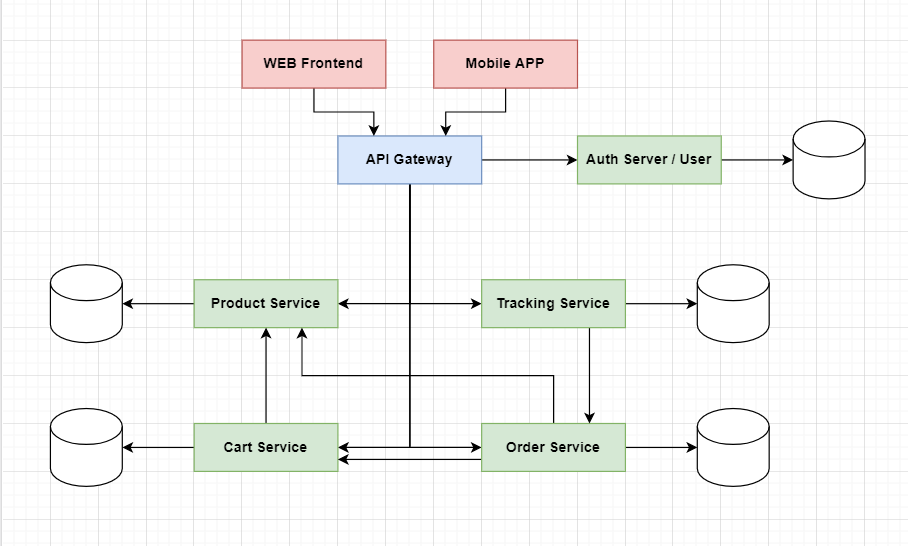 WEB Frontend
Mobile APP
API Gateway
Auth Server / User
Product Service
Tracking Service
Cart Service
Order Service